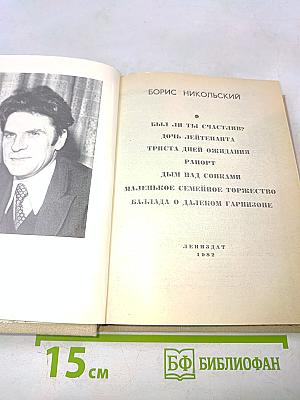 БОРИС НИКОЛЬСКИЙ
БЫЛ ЛИ ТЫ СЧАСТЛИВ?
ДОЧЬ ЛЕЙТЕНАНТА
ТРИСТА ДНЕЙ ОЖИДАНИЯ
РАПОРТ
ДЫМ НАД СОПКАМИ
МАЛЕНЬКОЕ СЕМЕЙНОЕ ТОРЖЕСТВО
БАЛЛАДА О ДАЛЕКОМ ГАРНИЗОНЕ
ЛЕНИЗДАТ
1982
15 см
БФ БИБЛИОФАН